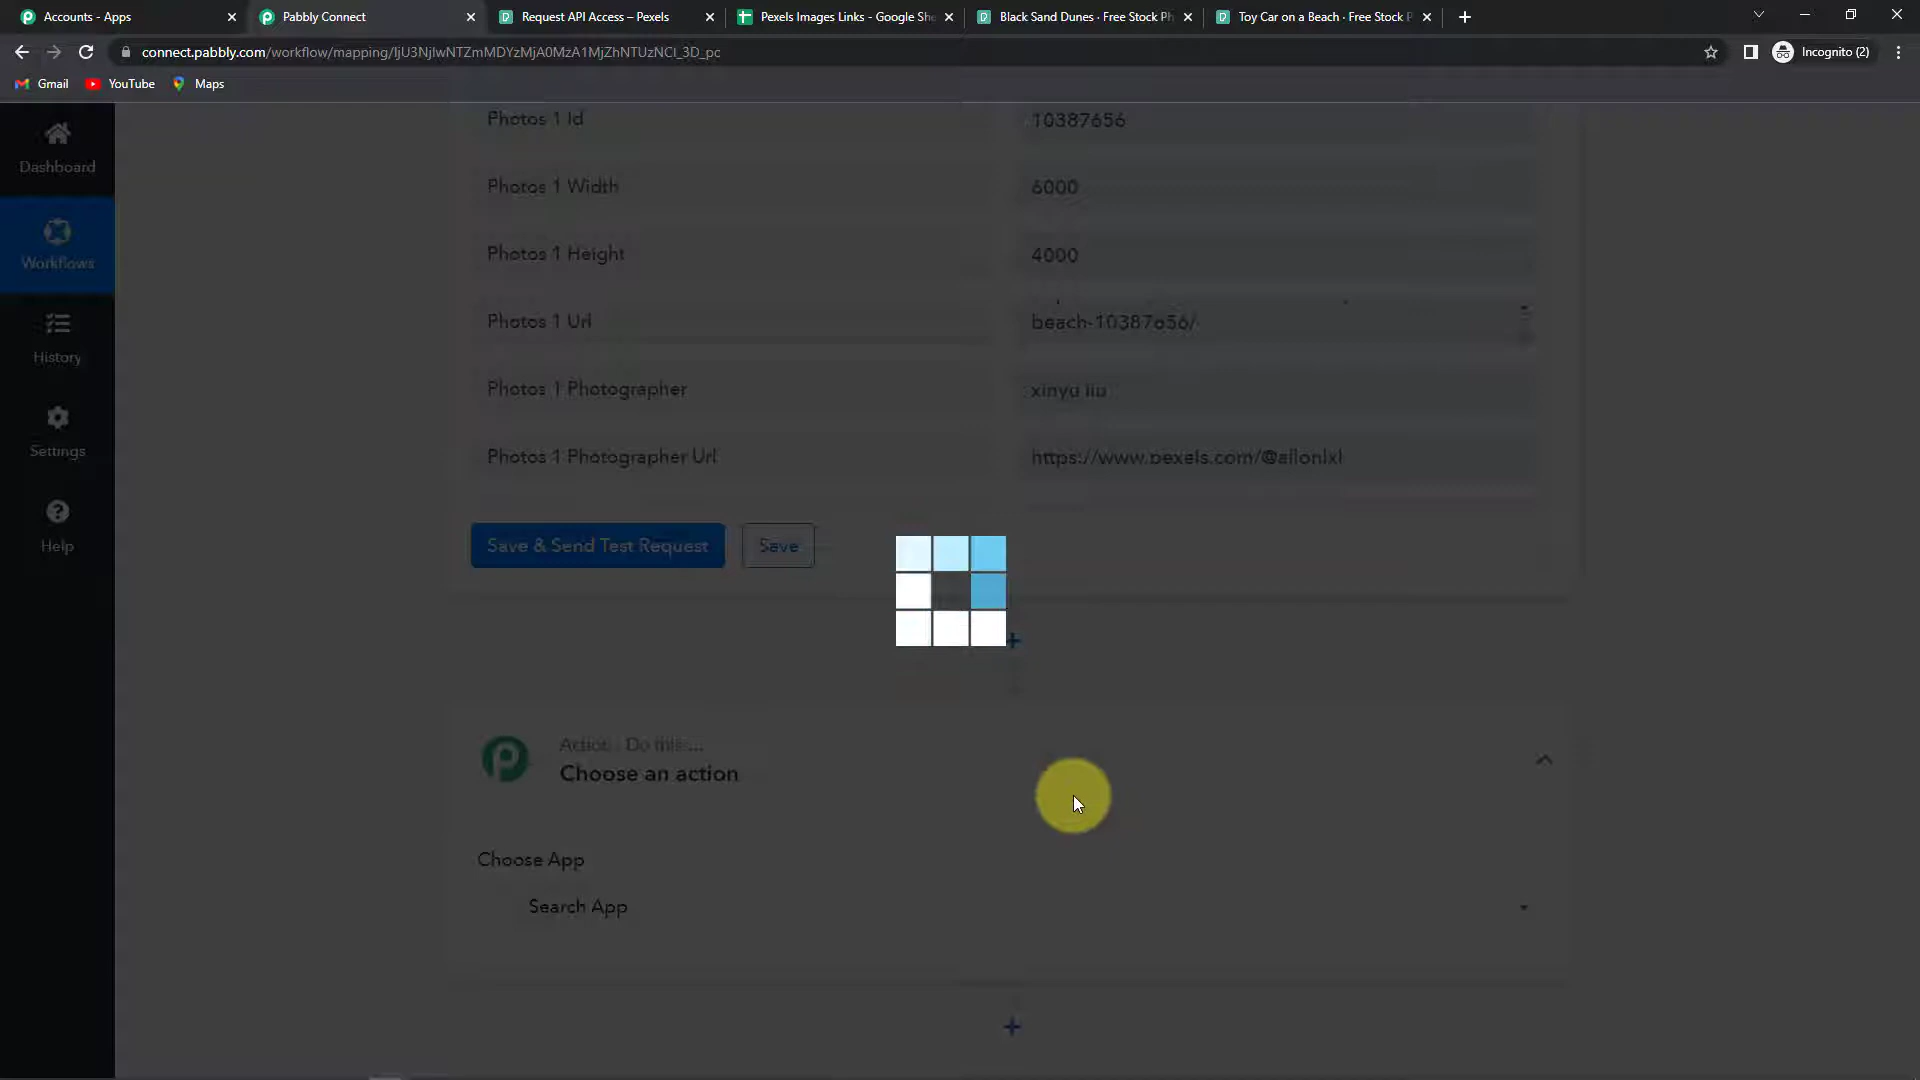 Accounts - Apps
Pabbly Connect
Request API Access – Pexels
Pexels Images Links - Google She
Black Sand Dunes · Free Stock Ph
Toy Car on a Beach · Free Stock P
connect.pabbly.com/workflow/mapping/IjU3NjIwNTZmMDYzMjA0MzA1MjZhNTUzNCI_3D_pc
Incognito (2)
Gmail
YouTube
Maps
Dashboard
Workflows
History
Settings
Help
Photos 1 Id
10387656
Photos 1 Width
6000
Photos 1 Height
4000
Photos 1 Url
beach-10387656/
Photos 1 Photographer
xinyu liu
Photos 1 Photographer Url
https://www.pexels.com/@ailonlxl
Save & Send Test Request
Save
Action : Do this ...
Choose an action
Choose App
Search App